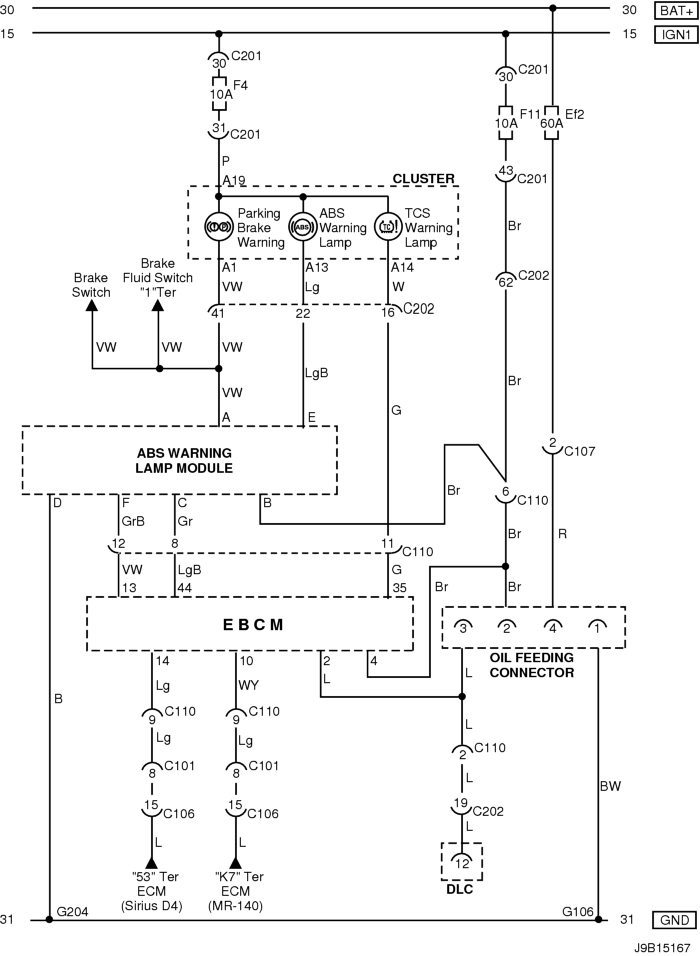 30 30 BAT+
15 15 IGN1
C201
30
F4
10A
31
C201
P
A19
C201
30
F11
10A
Ef2
60A
43
C201
Br
CLUSTER
Parking
Brake
Warning
ABS
ABS
Warning
Lamp
TC
TCS
Warning
Lamp
A1 A13 A14
VW Lg W
41 22 16 C202
C202
62
Brake
Switch
Brake
Fluid Switch
"1"Ter
VW VW VW
LgB
Br
VW
G
A E
ABS WARNING
LAMP MODULE
2
C107
D F C B
GrB Gr
Br
6
C110
12 8 11
C110
Br R
VW LgB G
13 44 35
Br Br
E B C M
3 2 4 1
OIL FEEDING
CONNECTOR
14 10 2 4
Lg WY L L
B
C110 C110
9 9
Lg Lg
L
C110
2
C101 C101
8 8
L
BW
15 15
C106 C106
19
C202
L L L
12
DLC
"53" Ter
ECM
(Sirius D4)
"K7" Ter
ECM
(MR-140)
31 G204 G106 31 GND
J9B15167